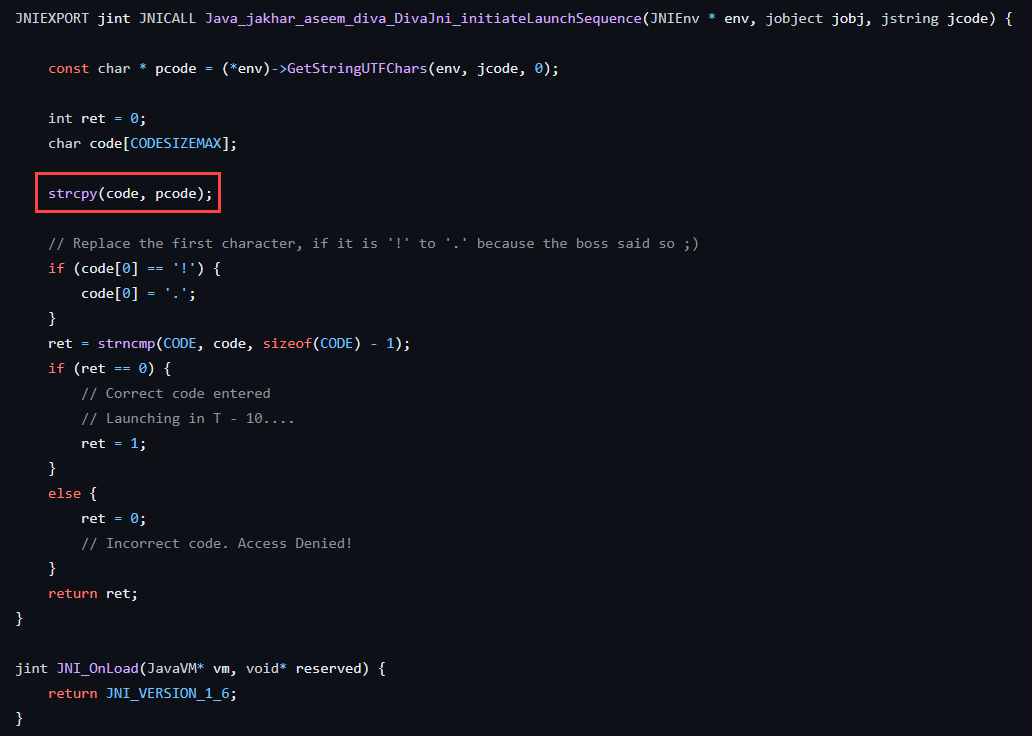 JNIEXPORT jint JNICALL Java_jakhar_aseem_diva_DivaJni_initiateLaunchSequence(JNIEnv * env, jobject jobj, jstring jcode) {
    const char * pcode = (*env)->GetStringUTFChars(env, jcode, 0);
    int ret = 0;
    char code[CODESIZEMAX];
    strcpy(code, pcode);
    // Replace the first character, if it is '!' to '.' because the boss said so ;)
    if (code[0] == '!') {
        code[0] = '.';
    }
    ret = strncmp(CODE, code, sizeof(CODE) - 1);
    if (ret == 0) {
        // Correct code entered
        // Launching in T - 10....
        ret = 1;
    }
    else {
        ret = 0;
        // Incorrect code. Access Denied!
    }
    return ret;
}
jint JNI_OnLoad(JavaVM* vm, void* reserved) {
    return JNI_VERSION_1_6;
}